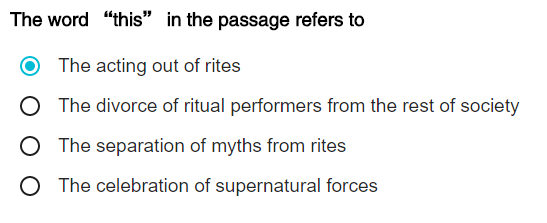 The word “this” in the passage refers to
The acting out of rites
The divorce of ritual performers from the rest of society
The separation of myths from rites
The celebration of supernatural forces